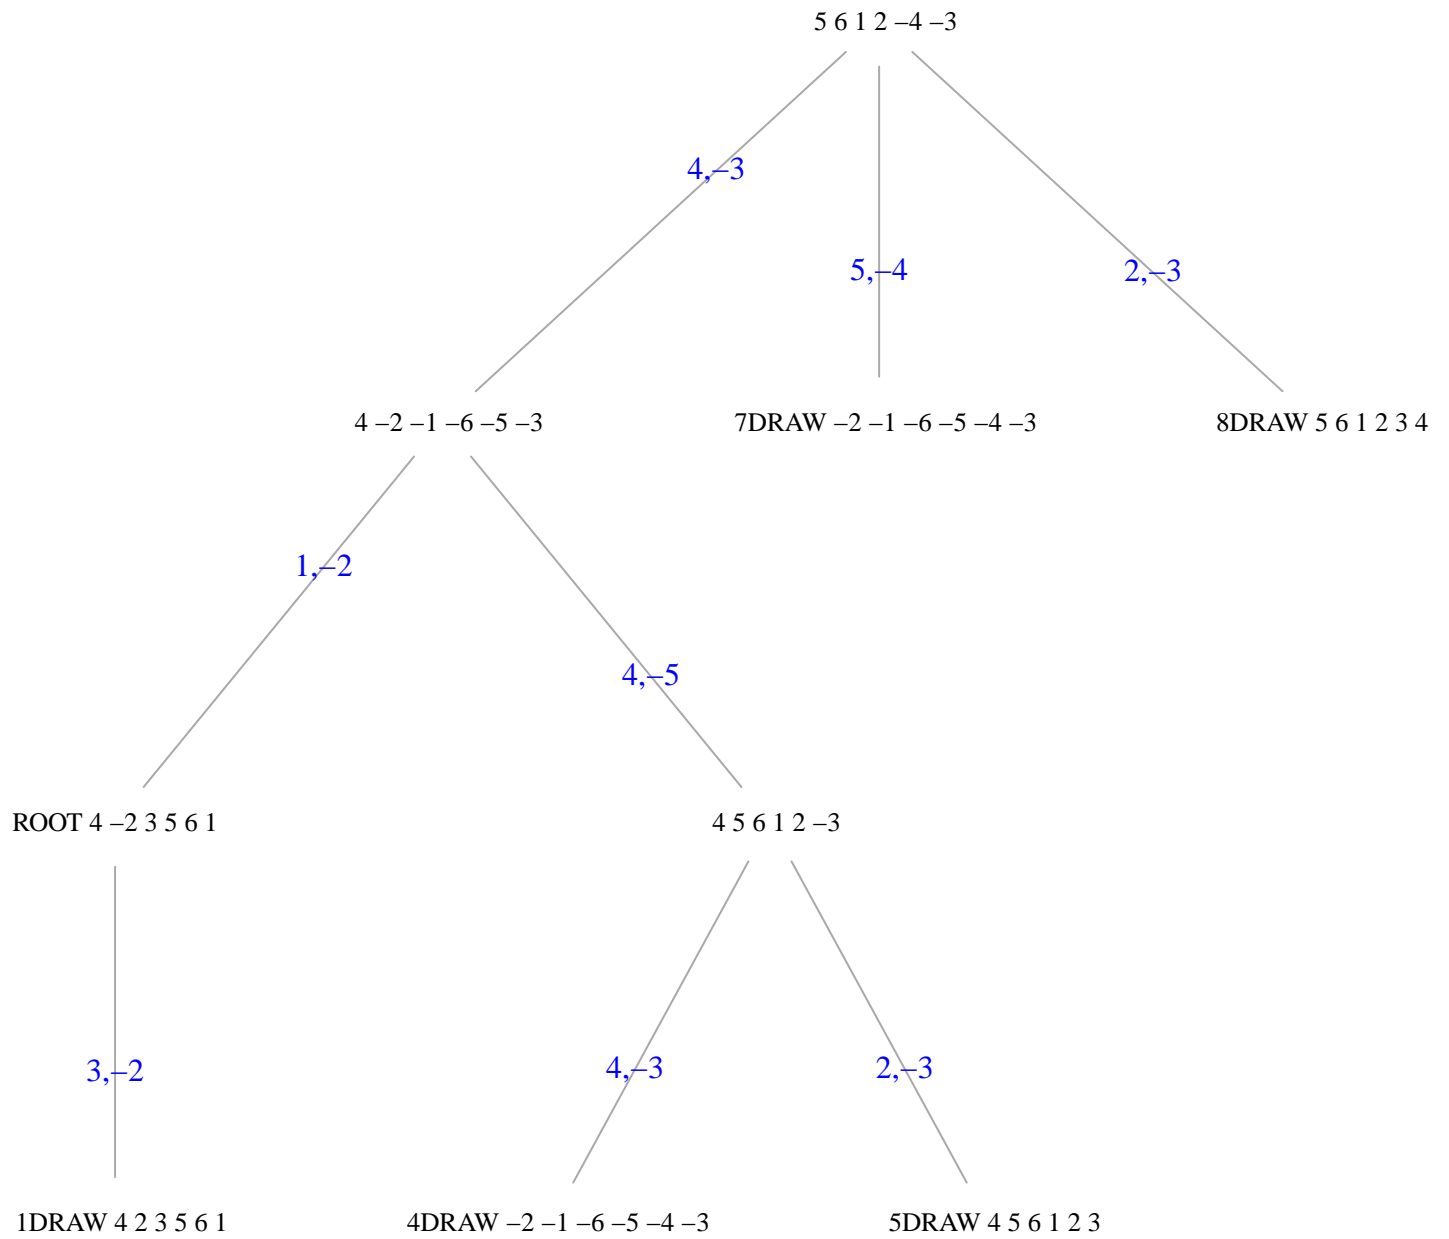 5 6 1 2 –4 –3
4,–3
5,–4
2,–3
4 –2 –1 –6 –5 –3
7DRAW –2 –1 –6 –5 –4 –3
8DRAW 5 6 1 2 3 4
1,–2
4,–5
ROOT 4 –2 3 5 6 1
4 5 6 1 2 –3
3,–2
4,–3
2,–3
1DRAW 4 2 3 5 6 1
4DRAW –2 –1 –6 –5 –4 –3
5DRAW 4 5 6 1 2 3